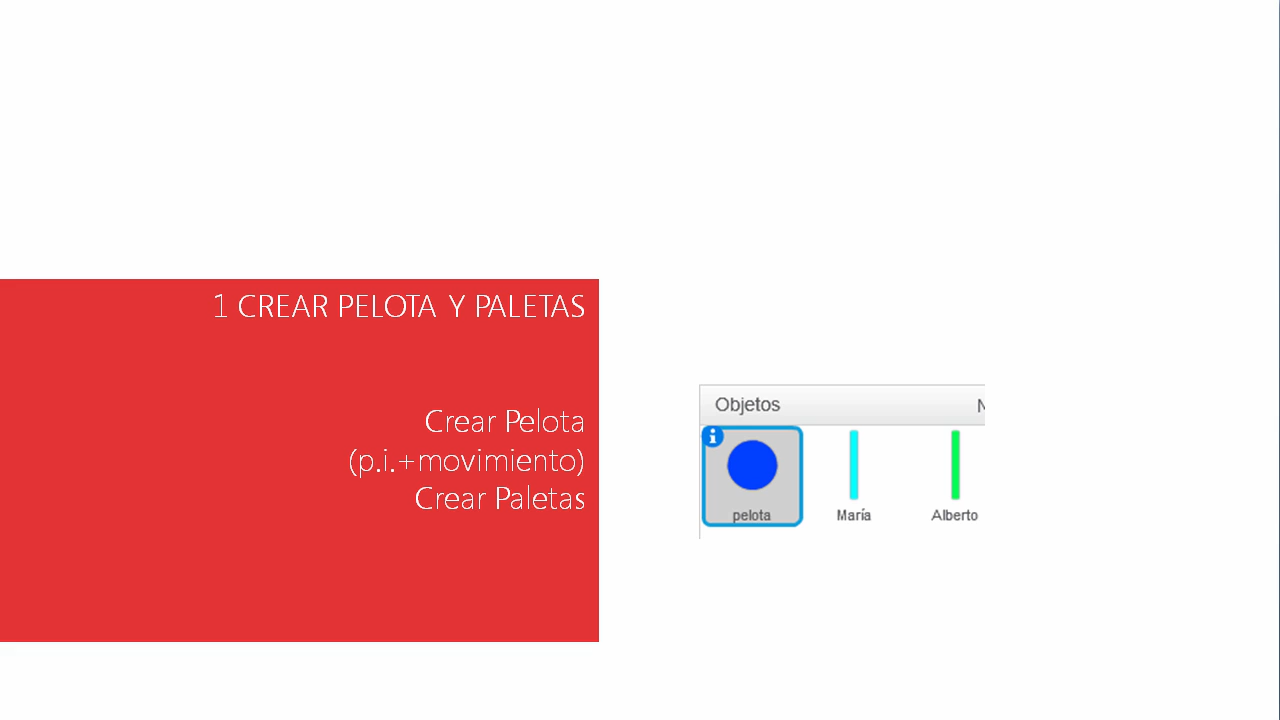 1 CREAR PELOTA Y PALETAS
Crear Pelota
(p.i.+movimiento)
Crear Paletas
Objetos
pelota
María
Alberto